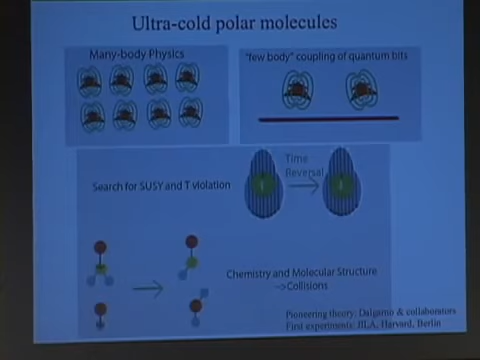 Ultra-cold polar molecules
Many-body Physics
"few body" coupling of quantum bits
Time
Reversal
Search for SUSY and T violation
Chemistry and Molecular Structure
-->Collisions
Pioneering theory: Dalgarno & collaborators
First experiments: JILA, Harvard, Berlin